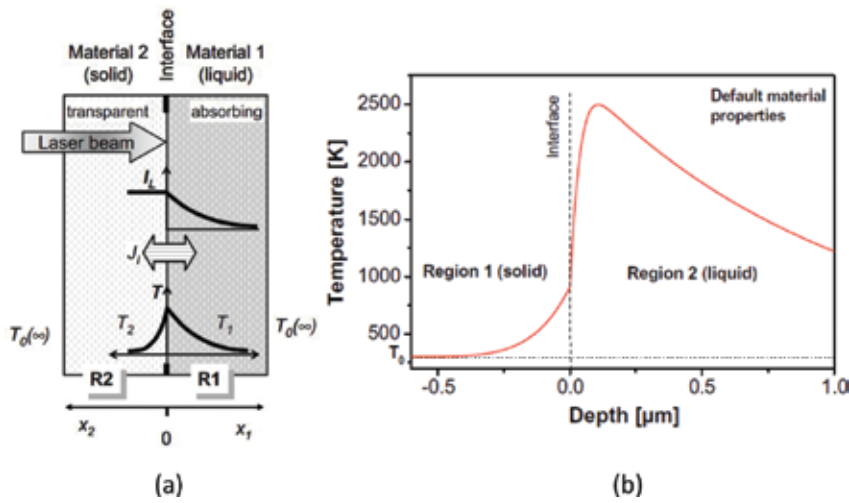 Material 2
(solid)
Interface
Material 1
(liquid)
transparent
absorbing
Laser beam
I_L
J_i
T
T_0(∞)
T_2
T_1
T_0(∞)
R2
R1
x_2
0
x_1
(a)
Temperature [K]
2500
2000
1500
1000
500
T_0
Interface
Default material
properties
Region 1 (solid)
Region 2 (liquid)
-0.5
0.0
0.5
1.0
Depth [µm]
(b)